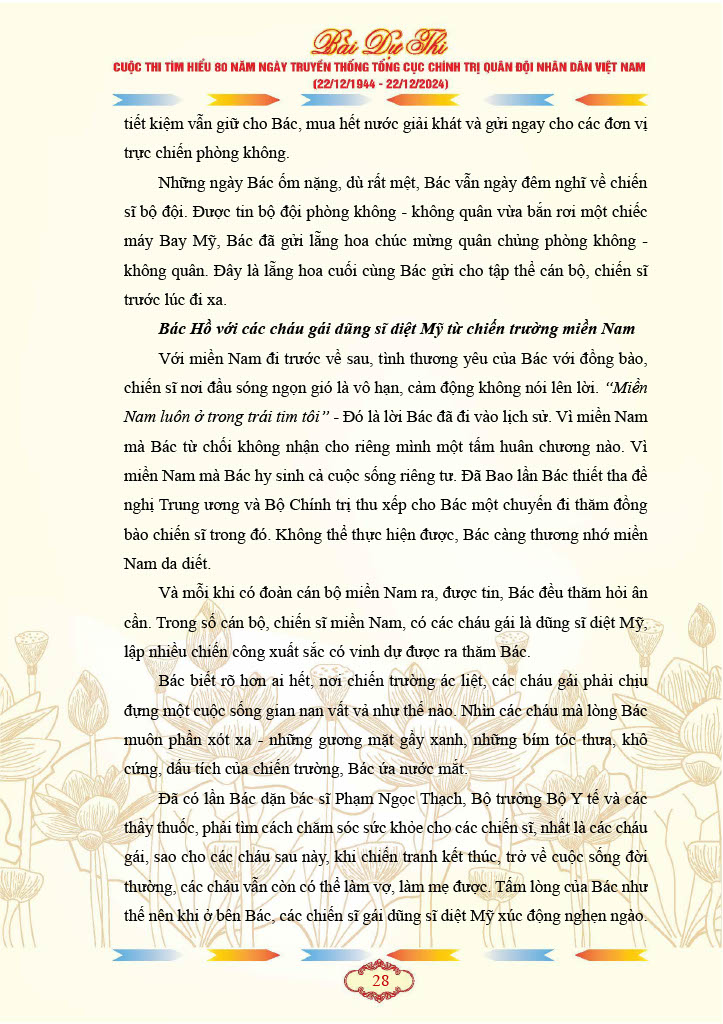 Bài Dự Thi
CUỘC THI TÌM HIỂU 80 NĂM NGÀY TRUYỀN THỐNG TỔNG CỤC CHÍNH TRỊ QUÂN ĐỘI NHÂN DÂN VIỆT NAM
(22/12/1944 - 22/12/2024)
tiết kiệm vẫn giữ cho Bác, mua hết nước giải khát và gửi ngay cho các đơn vị
trực chiến phòng không.
Những ngày Bác ốm nặng, dù rất mệt, Bác vẫn ngày đêm nghĩ về chiến
sĩ bộ đội. Được tin bộ đội phòng không - không quân vừa bắn rơi một chiếc
máy Bay Mỹ, Bác đã gửi lẵng hoa chúc mừng quân chủng phòng không -
không quân. Đây là lẵng hoa cuối cùng Bác gửi cho tập thể cán bộ, chiến sĩ
trước lúc đi xa.
Bác Hồ với các cháu gái dũng sĩ diệt Mỹ từ chiến trường miền Nam
Với miền Nam đi trước về sau, tình thương yêu của Bác với đồng bào,
chiến sĩ nơi đầu sóng ngọn gió là vô hạn, cảm động không nói lên lời. “Miền
Nam luôn ở trong trái tim tôi” - Đó là lời Bác đã đi vào lịch sử. Vì miền Nam
mà Bác từ chối không nhận cho riêng mình một tấm huân chương nào. Vì
miền Nam mà Bác hy sinh cả cuộc sống riêng tư. Đã Bao lần Bác thiết tha đề
nghị Trung ương và Bộ Chính trị thu xếp cho Bác một chuyến đi thăm đồng
bào chiến sĩ trong đó. Không thể thực hiện được, Bác càng thương nhớ miền
Nam da diết.
Và mỗi khi có đoàn cán bộ miền Nam ra, được tin, Bác đều thăm hỏi ân
cần. Trong số cán bộ, chiến sĩ miền Nam, có các cháu gái là dũng sĩ diệt Mỹ,
lập nhiều chiến công xuất sắc có vinh dự được ra thăm Bác.
Bác biết rõ hơn ai hết, nơi chiến trường ác liệt, các cháu gái phải chịu
đựng một cuộc sống gian nan vất vả như thế nào. Nhìn các cháu mà lòng Bác
muôn phần xót xa - những gương mặt gầy xanh, những bím tóc thưa, khô
cứng, dấu tích của chiến trường, Bác ứa nước mắt.
Đã có lần Bác dặn bác sĩ Phạm Ngọc Thạch, Bộ trưởng Bộ Y tế và các
thầy thuốc, phải tìm cách chăm sóc sức khỏe cho các chiến sĩ, nhất là các cháu
gái, sao cho các cháu sau này, khi chiến tranh kết thúc, trở về cuộc sống đời
thường, các cháu vẫn còn có thể làm vợ, làm mẹ được. Tấm lòng của Bác như
thế nên khi ở bên Bác, các chiến sĩ gái dũng sĩ diệt Mỹ xúc động nghẹn ngào.
28